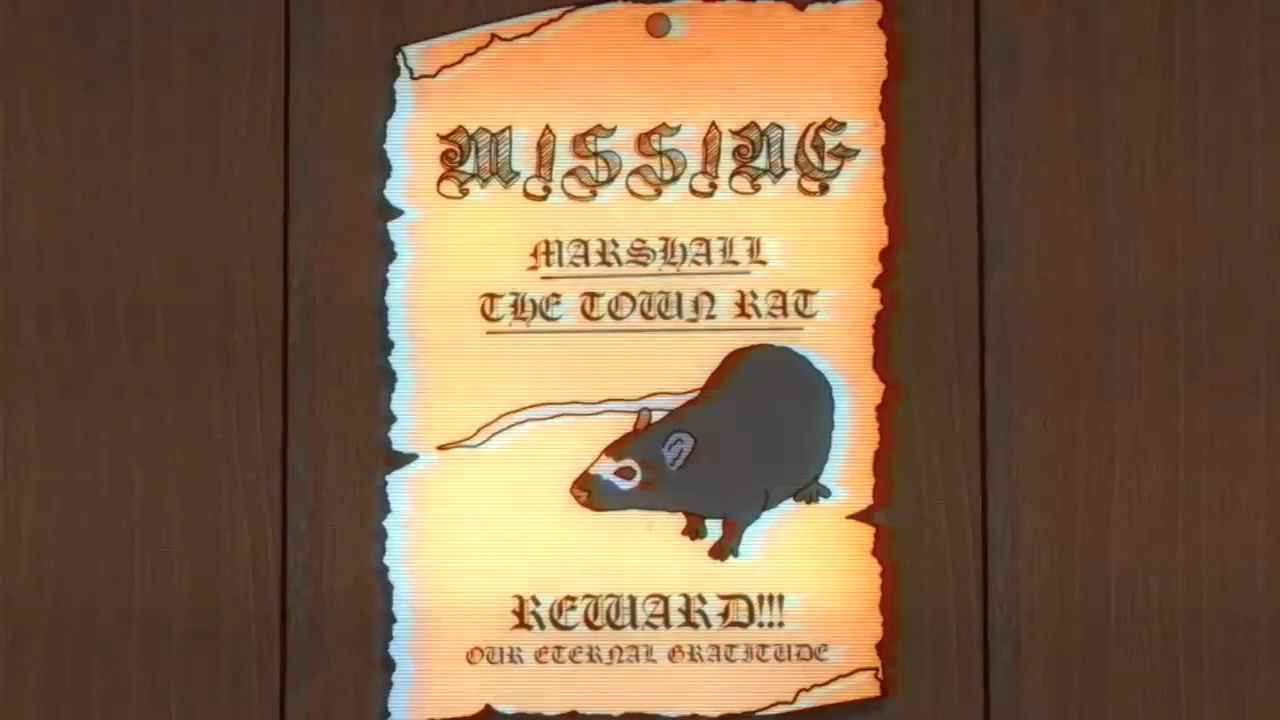 M!SS!NG
MARSHALL
THE TOWN RAT
REWARD!!!
OUR ETERNAL GRATITUDE